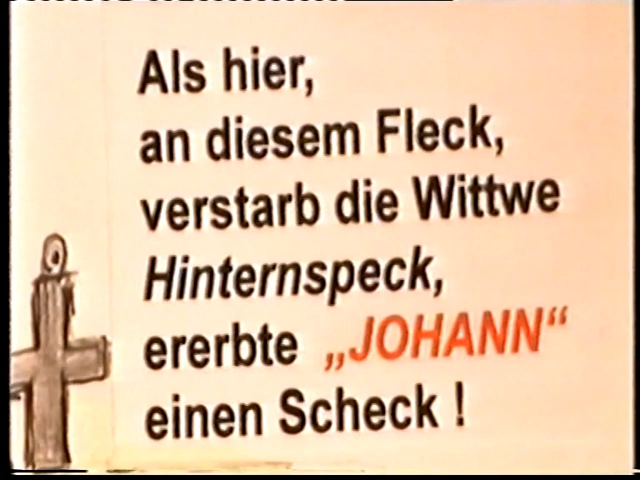 Als hier,
an diesem Fleck,
verstarb die Wittwe
Hinternspeck,
ererbte „JOHANN“
einen Scheck !